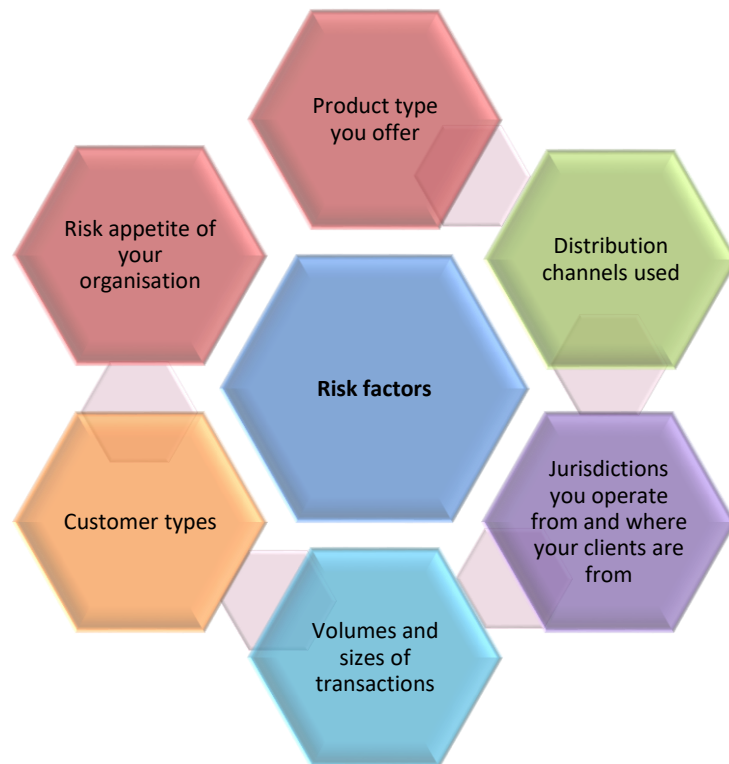 Product type
you offer
Distribution
channels used
Jurisdictions
you operate
from and where
your clients are
from
Volumes and
sizes of
transactions
Customer types
Risk appetite of
your
organisation
Risk factors